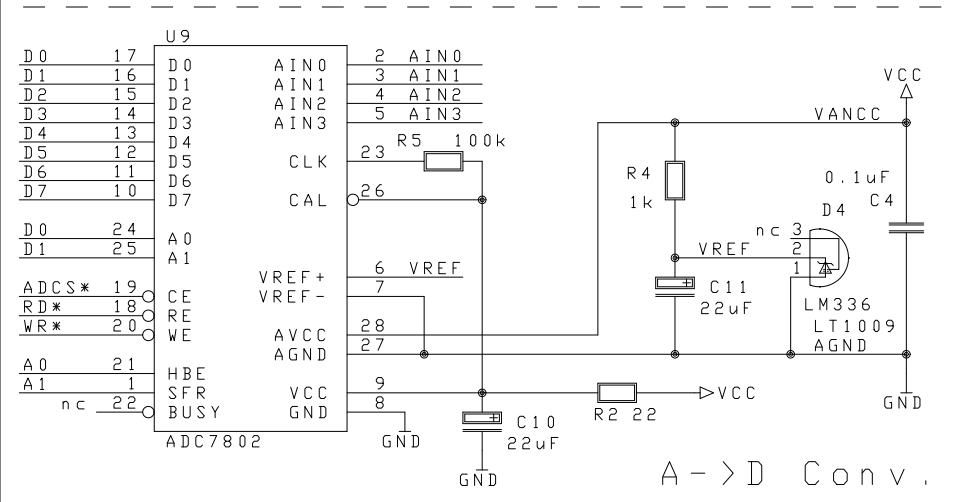 U9
D0 17 D0 AIN0 2 AIN0
D1 16 D1 AIN1 3 AIN1
D2 15 D2 AIN2 4 AIN2
D3 14 D3 AIN3 5 AIN3
D4 13 D4
D5 12 D5 CLK 23 R5 100k
D6 11 D6
D7 10 D7 CAL 26
D0 24 A0
D1 25 A1
VREF+ 6 VREF
ADCS* 19 CE VREF- 7
RD* 18 RE
WR* 20 WE AVCC 28
AGND 27
A0 21 HBE
A1 1 SFR VCC 9
nc 22 BUSY GND 8
ADC7802
GND
C10
22uF
GND
R2 22
VCC
VCC
VANCC
R4
1k
0.1uF
C4
D4
nc 3
VREF 2
1
C11
22uF
LM336
LT1009
AGND
GND
A->D Conv.